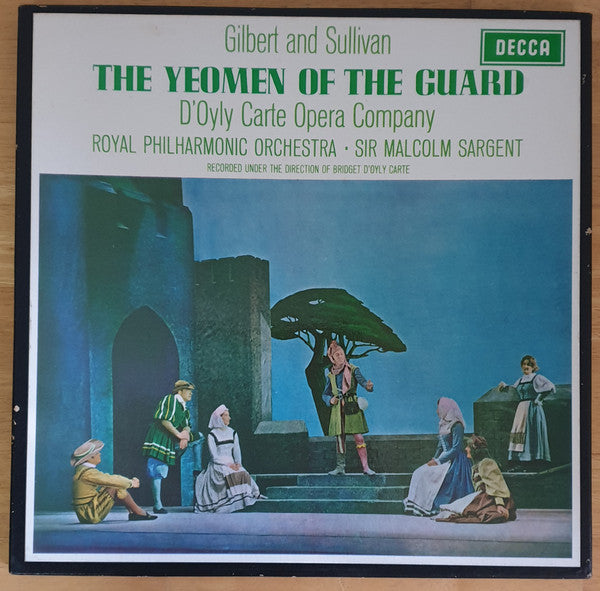 Gilbert and Sullivan
DECCA
THE YEOMEN OF THE GUARD
D'Oyly Carte Opera Company
ROYAL PHILHARMONIC ORCHESTRA · SIR MALCOLM SARGENT
RECORDED UNDER THE DIRECTION OF BRIDGET D'OYLY CARTE